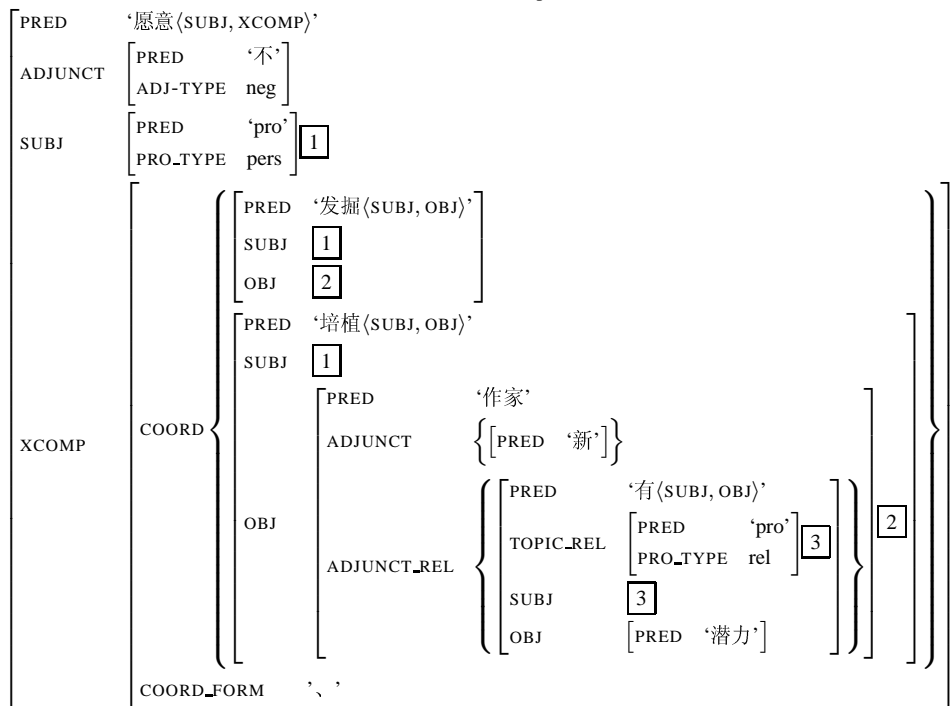 PRED ‘愿意⟨SUBJ, XCOMP⟩’
ADJUNCT
PRED ‘不’
ADJ-TYPE neg
SUBJ
PRED ‘pro’
PRO_TYPE pers
1
XCOMP
COORD
PRED ‘发掘⟨SUBJ, OBJ⟩’
SUBJ 1
OBJ 2
PRED ‘培植⟨SUBJ, OBJ⟩’
SUBJ 1
OBJ
PRED ‘作家’
ADJUNCT {[PRED ‘新’]}
ADJUNCT_REL
PRED ‘有⟨SUBJ, OBJ⟩’
TOPIC_REL
PRED ‘pro’
PRO_TYPE rel
3
SUBJ 3
OBJ [PRED ‘潜力’]
2
COORD_FORM ’、’